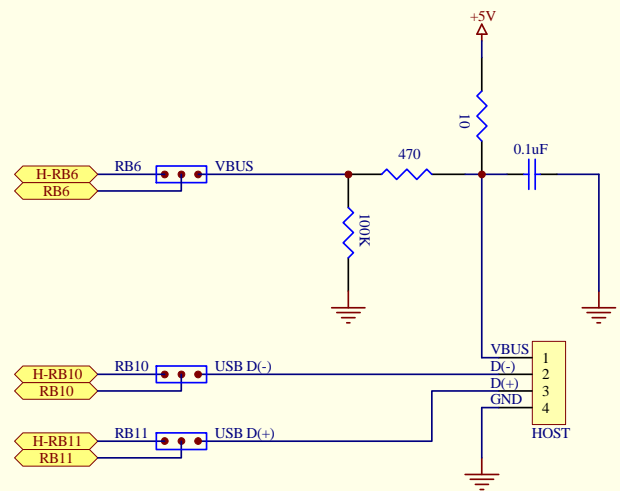 +5V
10
470
0.1uF
H-RB6
RB6
VBUS
RB6
100K
VBUS
1
H-RB10
RB10
USB D(-)
D(-)
2
RB10
D(+)
3
GND
4
H-RB11
RB11
USB D(+)
HOST
RB11